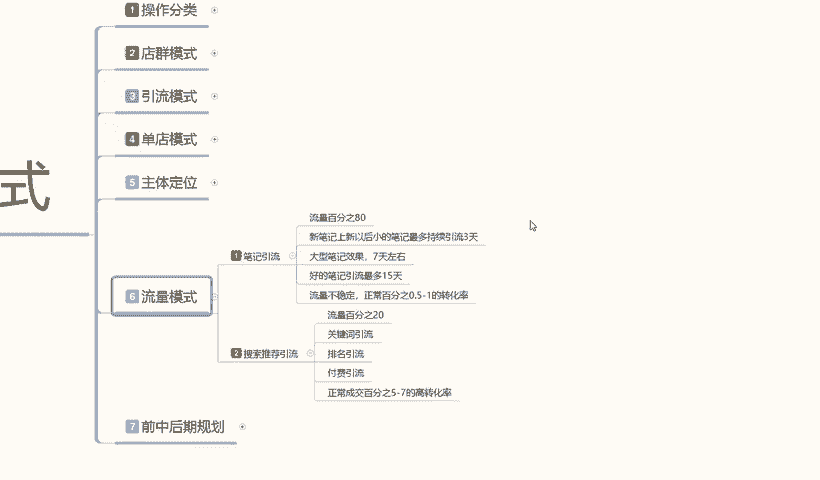 式
1 操作分类
2 店群模式
3 引流模式
4 单店模式
5 主体定位
6 流量模式
1 笔记引流
流量百分之80
新笔记上新以后小的笔记最多持续引流3天
大型笔记效果，7天左右
好的笔记引流最多15天
流量不稳定，正常百分之0.5-1的转化率
2 搜索推荐引流
流量百分之20
关键词引流
排名引流
付费引流
正常成交百分之5-7的高转化率
7 前中后期规划